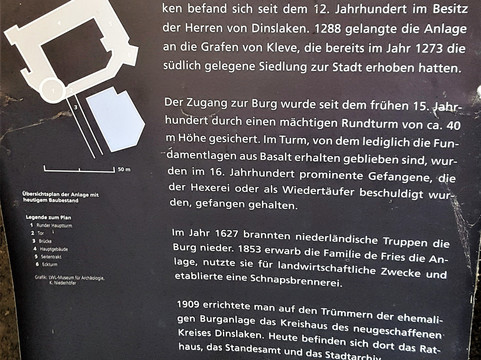 ken befand sich seit dem 12. Jahrhundert im Besitz
der Herren von Dinslaken. 1288 gelangte die Anlage
an die Grafen von Kleve, die bereits im Jahr 1273 die
südlich gelegene Siedlung zur Stadt erhoben hatten.
Der Zugang zur Burg wurde seit dem frühen 15. Jahr-
hundert durch einen mächtigen Rundturm von ca. 40
m Höhe gesichert. Im Turm, von dem lediglich die Fun-
damentlagen aus Basalt erhalten geblieben sind, wur-
den im 16. Jahrhundert prominente Gefangene, die
der Hexerei oder als Wiedertäufer beschuldigt wur-
den, gefangen gehalten.
Im Jahr 1627 brannten niederländische Truppen die
Burg nieder. 1853 erwarb die Familie de Fries die An-
lage, nutzte sie für landwirtschaftliche Zwecke und
etablierte eine Schnapsbrennerei.
1909 errichtete man auf den Trümmern der ehemali-
gen Burganlage das Kreishaus des neugeschaffenen
Kreises Dinslaken. Heute befinden sich dort das Rat-
haus, das Standesamt und das Stadtarchiv.
3
50 m
Übersichtsplan der Anlage mit
heutigem Baubestand
Legende zum Plan
1 Runder Hauptturm
2 Tor
3 Brücke
4 Hauptgebäude
5 Seitentrakt
6 Eckturm
Grafik: LWL-Museum für Archäologie,
K. Niederhöfer